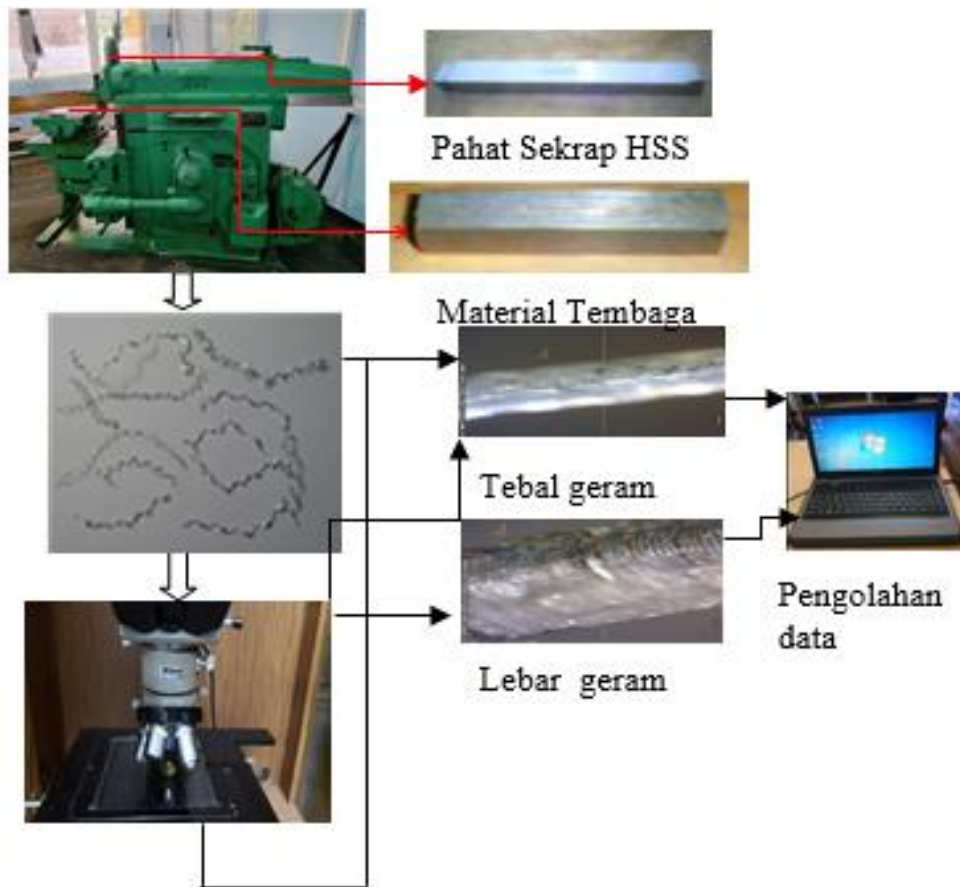 Pahat Sekrap HSS
Material Tembaga
Tebal geram
Lebar geram
Pengolahan
data